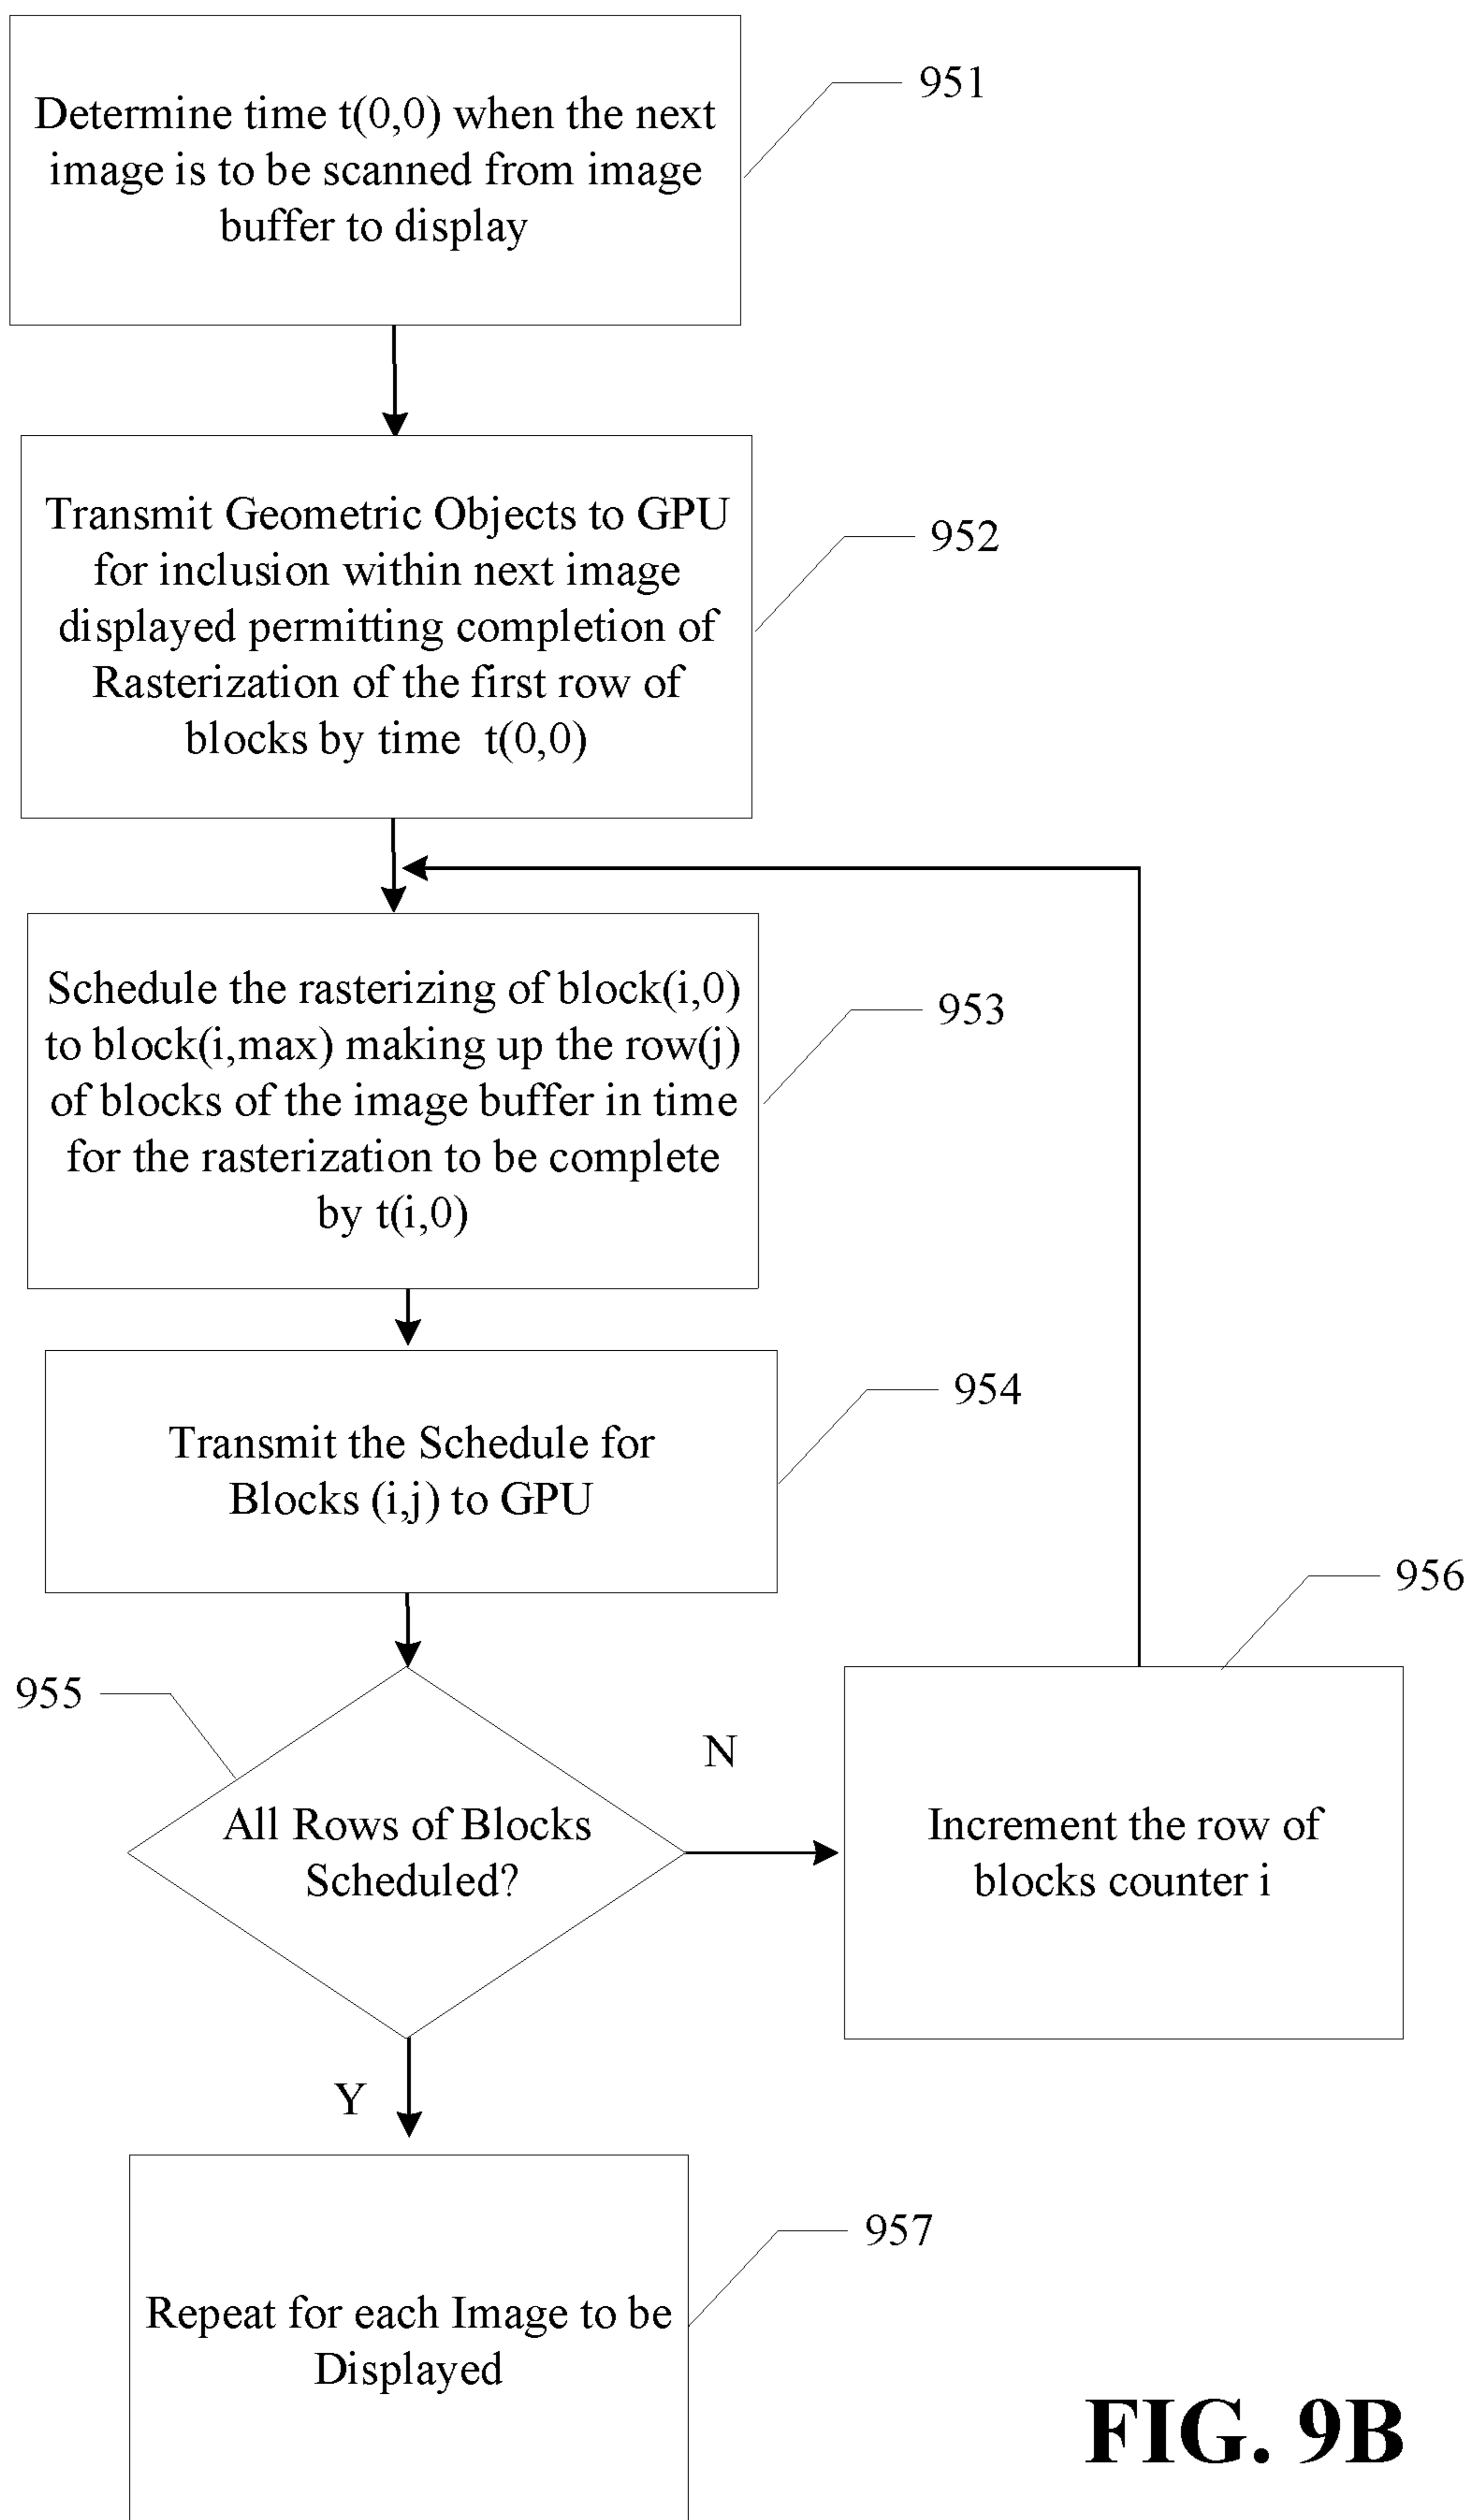 Determine time t(0,0) when the next
image is to be scanned from image
buffer to display
951
Transmit Geometric Objects to GPU
for inclusion within next image
displayed permitting completion of
Rasterization of the first row of
blocks by time t(0,0)
952
Schedule the rasterizing of block(i,0)
to block(i,max) making up the row(j)
of blocks of the image buffer in time
for the rasterization to be complete
by t(i,0)
953
Transmit the Schedule for
Blocks (i,j) to GPU
954
955
All Rows of Blocks
Scheduled?
N
956
Increment the row of
blocks counter i
Y
957
Repeat for each Image to be
Displayed
FIG. 9B